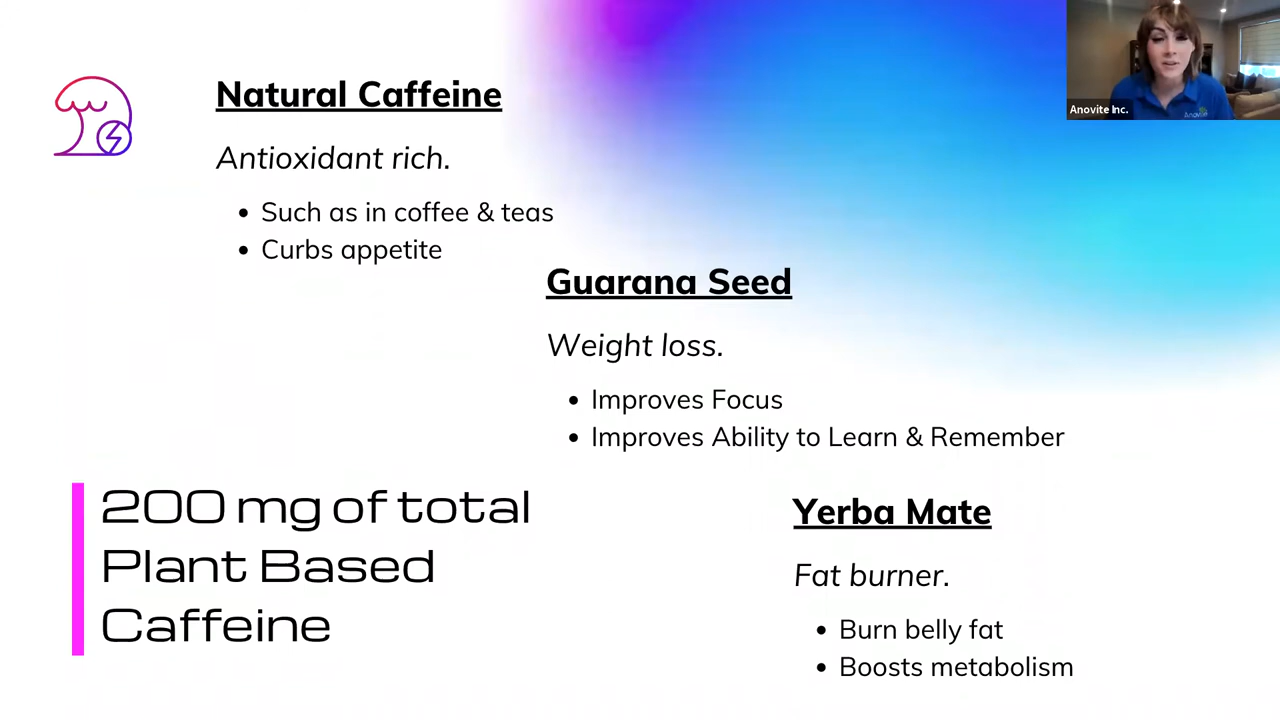 Natural Caffeine
Antioxidant rich.
• Such as in coffee & teas
• Curbs appetite
Guarana Seed
Weight loss.
• Improves Focus
• Improves Ability to Learn & Remember
200 mg of total
Plant Based
Caffeine
Yerba Mate
Fat burner.
• Burn belly fat
• Boosts metabolism
Anovite Inc.
Anovite